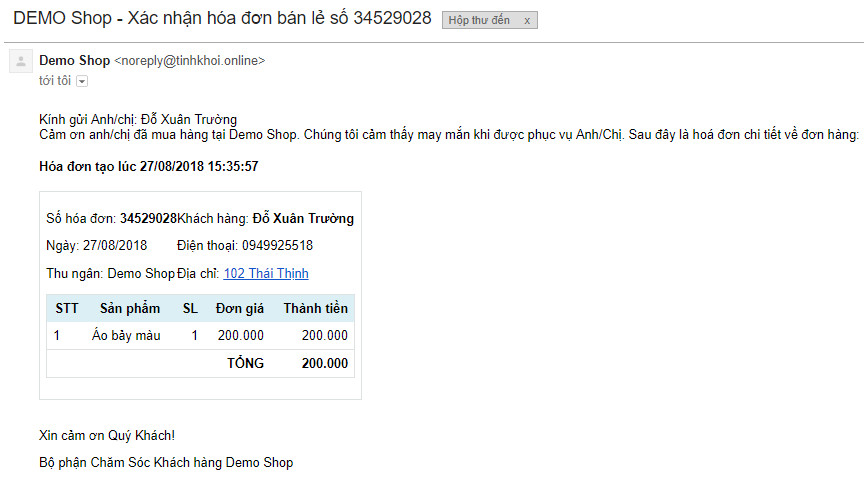 DEMO Shop - Xác nhận hóa đơn bán lẻ số 34529028 Hộp thư đến x
Demo Shop <noreply@tinhkhoi.online>
tới tôi
Kính gửi Anh/chị: Đỗ Xuân Trường
Cảm ơn anh/chị đã mua hàng tại Demo Shop. Chúng tôi cảm thấy may mắn khi được phục vụ Anh/Chị. Sau đây là hoá đơn chi tiết về đơn hàng:
Hóa đơn tạo lúc 27/08/2018 15:35:57
Số hóa đơn: 34529028 Khách hàng: Đỗ Xuân Trường
Ngày: 27/08/2018 Điện thoại: 0949925518
Thu ngân: Demo Shop Địa chỉ: 102 Thái Thịnh
STT Sản phẩm SL Đơn giá Thành tiền
1 Áo bảy màu 1 200.000 200.000
TỔNG 200.000
Xin cảm ơn Quý Khách!
Bộ phận Chăm Sóc Khách hàng Demo Shop